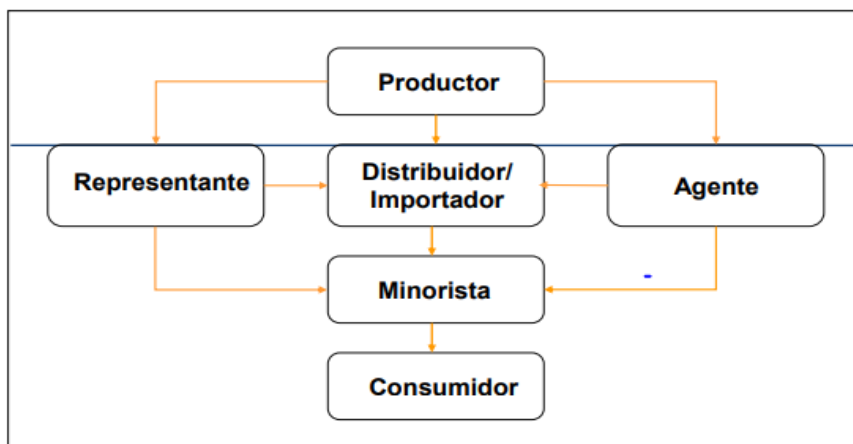 Productor
Representante
Distribuidor/
Importador
Agente
-
Minorista
Consumidor